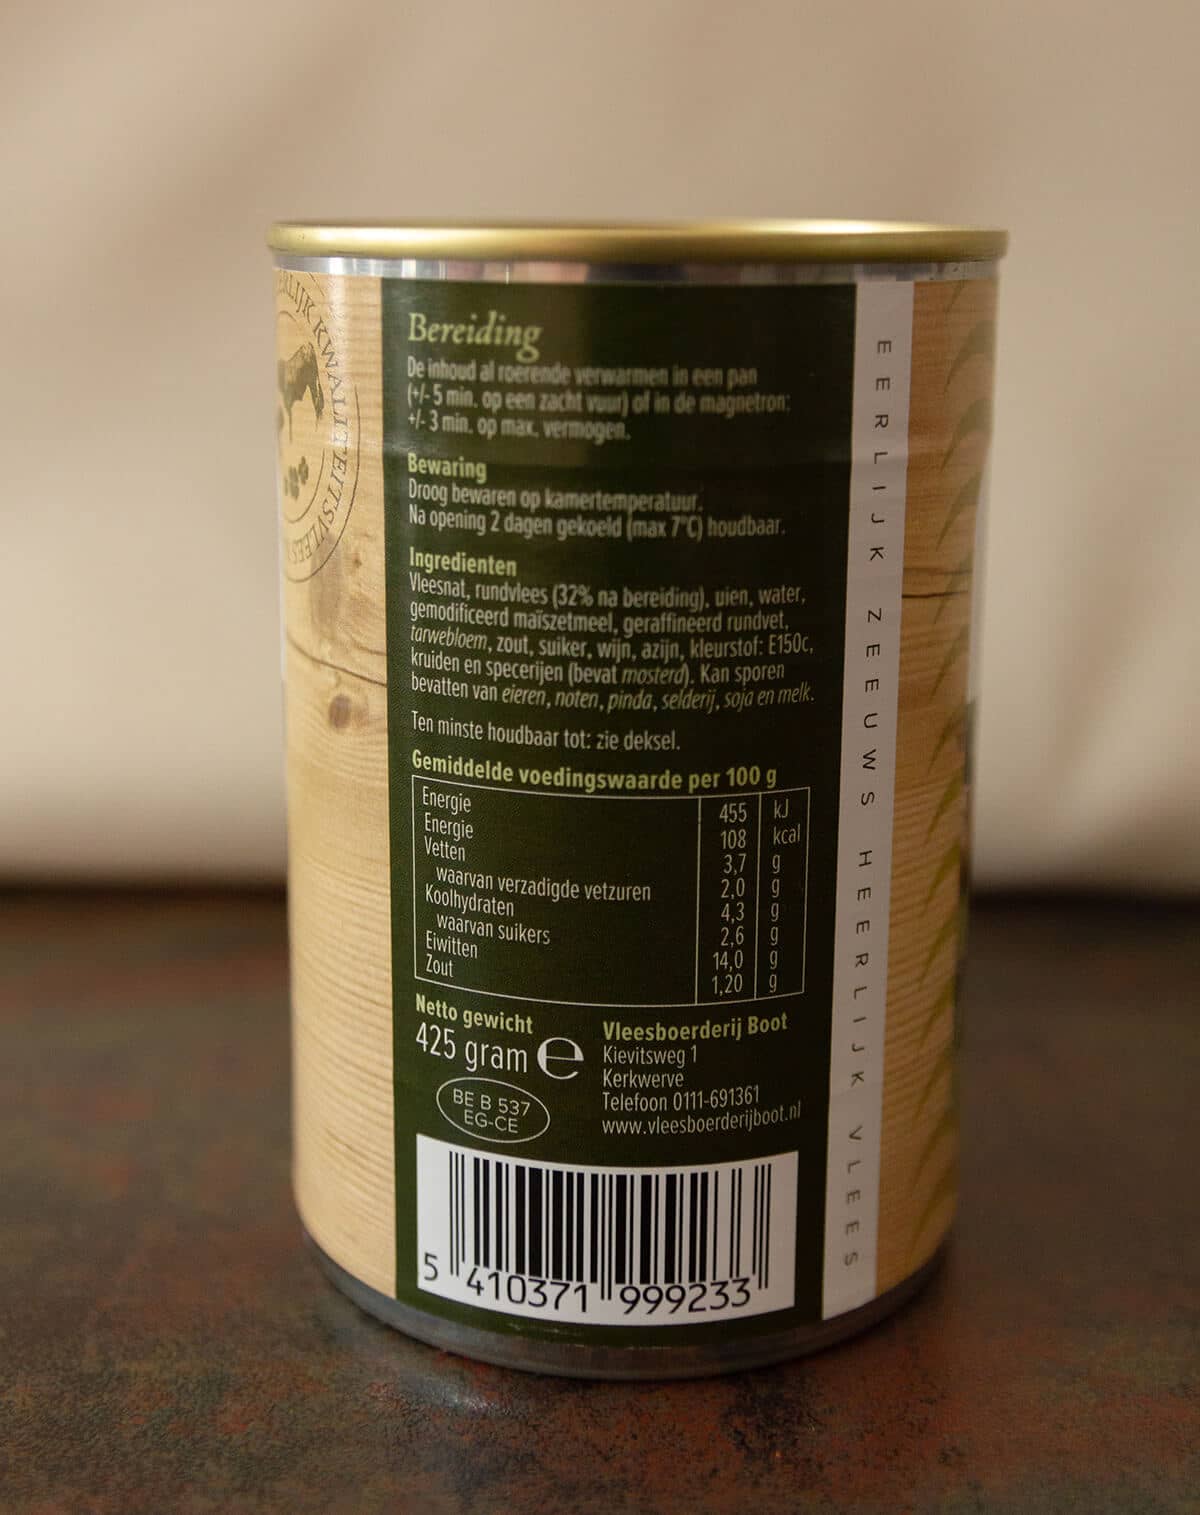 RLIJK KWALITEITSVLEES
Bereiding
De inhoud al roerende verwarmen in een pan
(+/- 5 min. op een zacht vuur) of in de magnetron:
+/- 3 min. op max. vermogen.
Bewaring
Droog bewaren op kamertemperatuur.
Na opening 2 dagen gekoeld (max 7°C) houdbaar.
Ingredienten
Vleesnat, rundvlees (32% na bereiding), uien, water,
gemodificeerd maïszetmeel, geraffineerd rundvet,
tarwebloem, zout, suiker, wijn, azijn, kleurstof: E150c,
kruiden en specerijen (bevat mosterd). Kan sporen
bevatten van eieren, noten, pinda, selderij, soja en melk.
Ten minste houdbaar tot: zie deksel.
Gemiddelde voedingswaarde per 100 g
Energie 455 kJ
Energie 108 kcal
Vetten 3,7 g
waarvan verzadigde vetzuren 2,0 g
Koolhydraten 4,3 g
waarvan suikers 2,6 g
Eiwitten 14,0 g
Zout 1,20 g
Netto gewicht
425 gram e
BE B 537
EG-CE
Vleesboerderij Boot
Kievitsweg 1
Kerkwerve
Telefoon 0111-691361
www.vleesboerderijboot.nl
5 410371 999233
EERLIJK ZEEUWS HEERLIJK VLEES